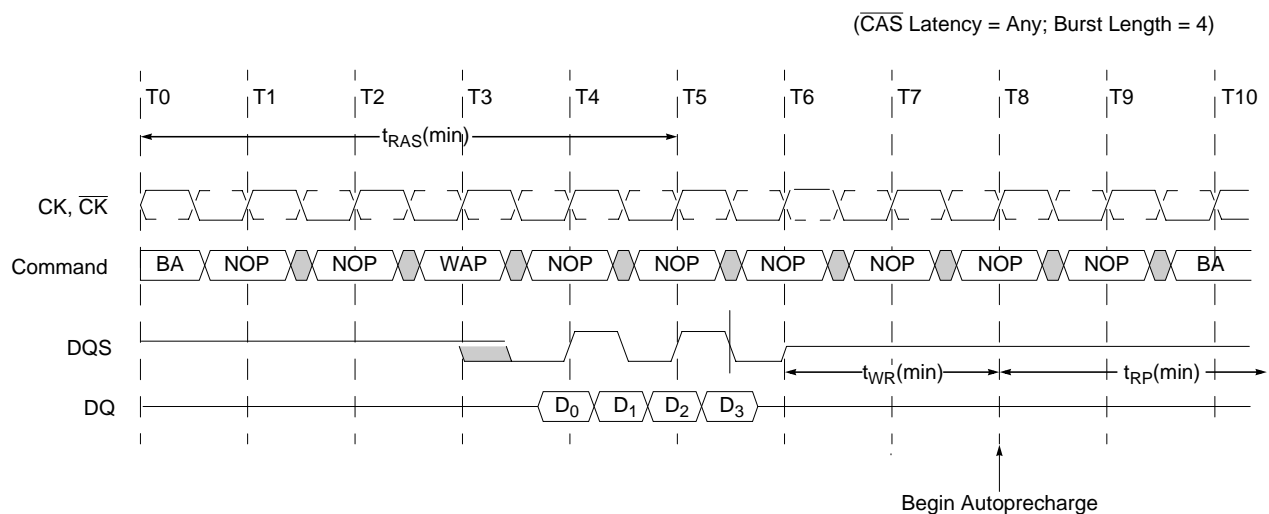 (CAS Latency = Any; Burst Length = 4)
T0 T1 T2 T3 T4 T5 T6 T7 T8 T9 T10
tRAS(min)
CK, CK
Command BA NOP NOP WAP NOP NOP NOP NOP NOP NOP BA
DQS
tWR(min) tRP(min)
DQ D0 D1 D2 D3
Begin Autoprecharge